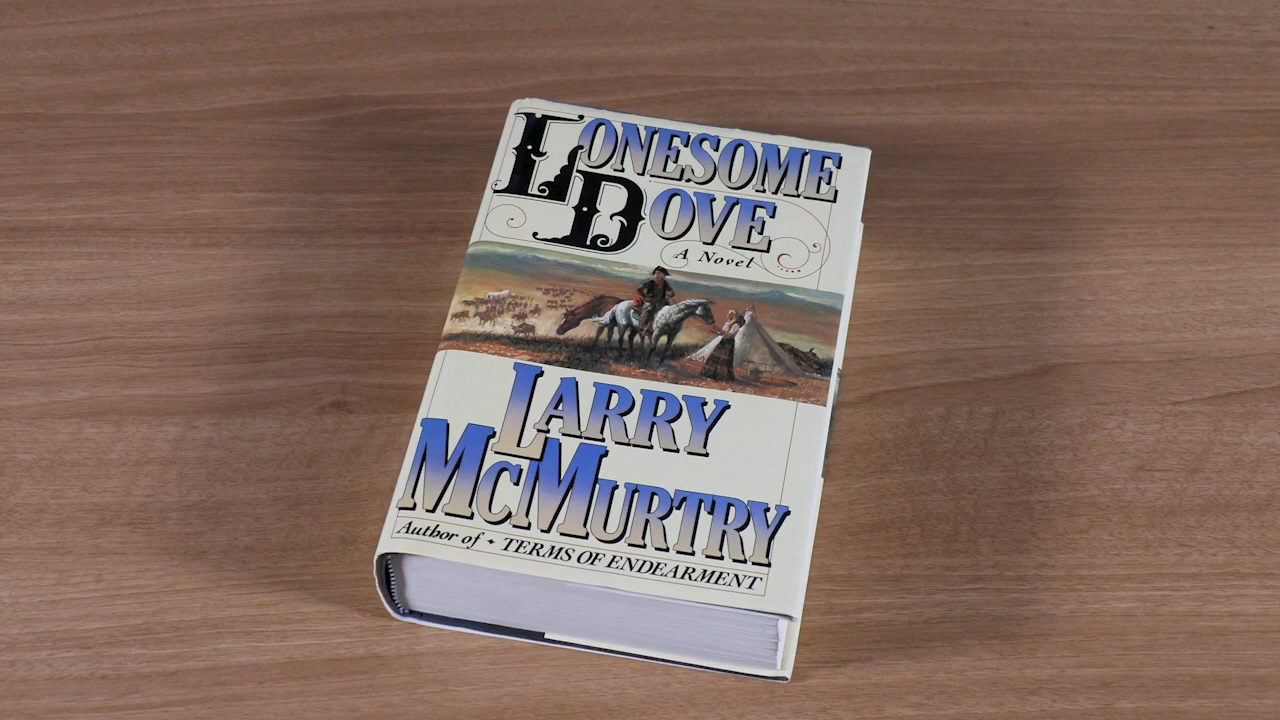 LONESOME
DOVE
A Novel
LARRY
MCMURTRY
Author of ✦ TERMS OF ENDEARMENT